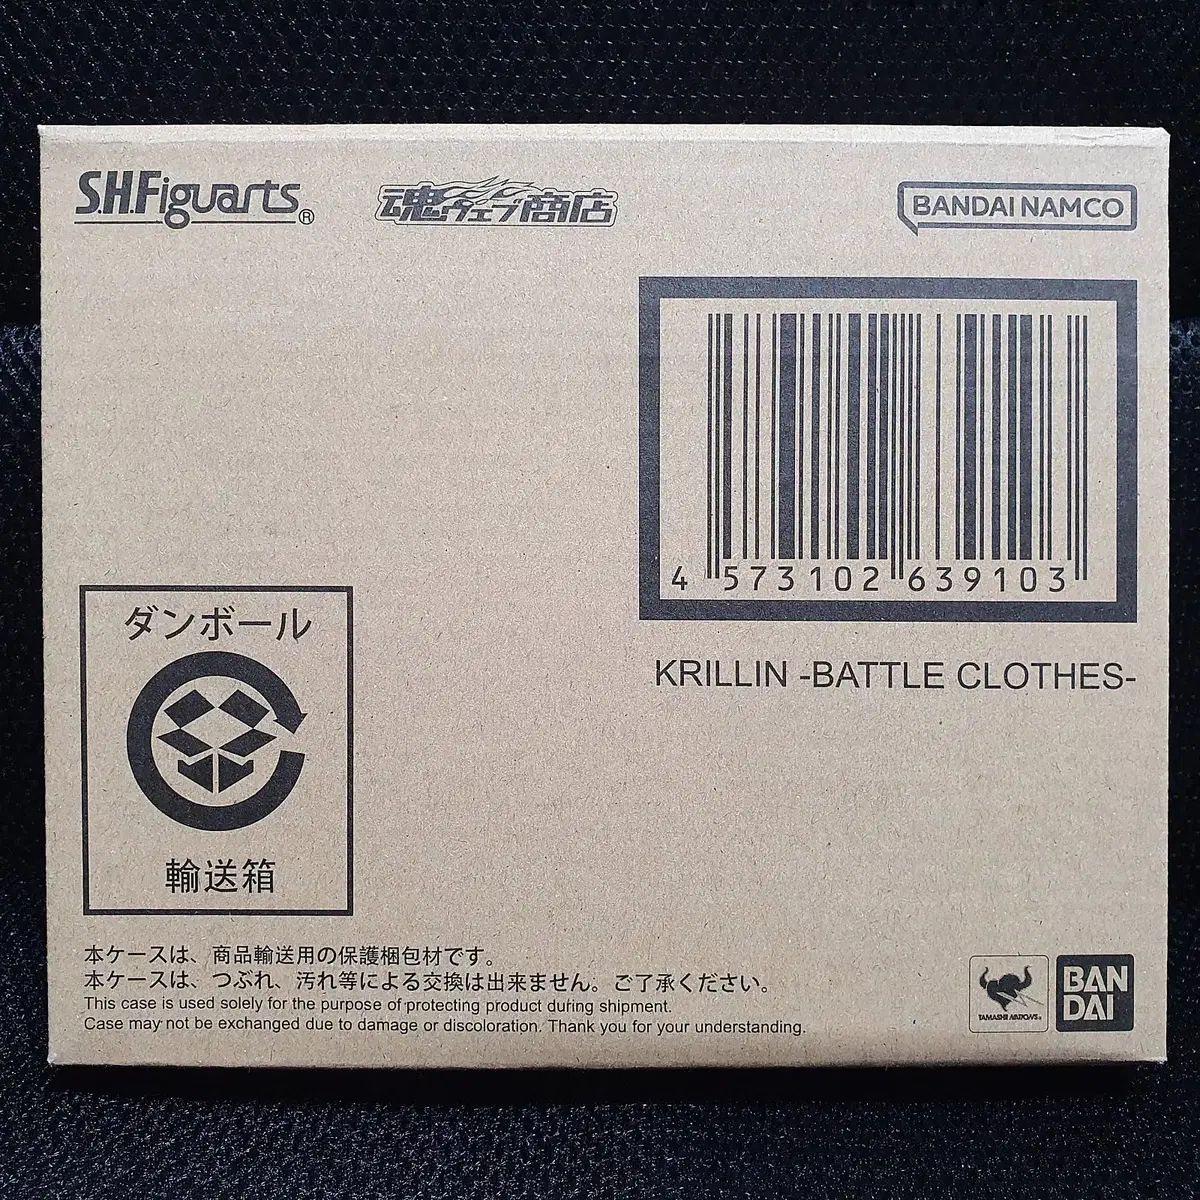 S.H.Figuarts®
魂ウェブ商店
BANDAI NAMCO
4 573102 639103
KRILLIN -BATTLE CLOTHES-
ダンボール
輸送箱
本ケースは、商品輸送用の保護梱包材です。
本ケースは、つぶれ、汚れ等による交換は出来ません。ご了承ください。
This case is used solely for the purpose of protecting product during shipment.
Case may not be exchanged due to damage or discoloration. Thank you for your understanding.
TAMASHII NATIONS®
BAN
DAI